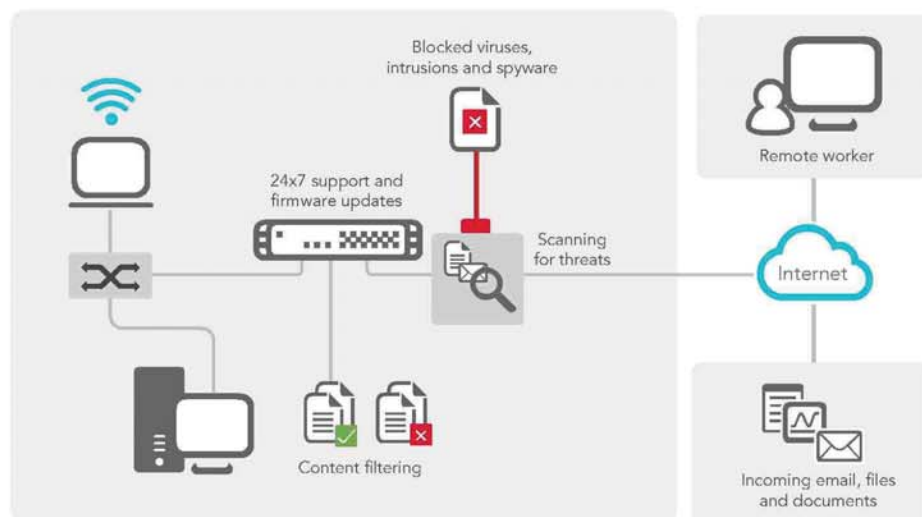 Blocked viruses,
intrusions and spyware
24x7 support and
firmware updates
Scanning
for threats
Content filtering
Remote worker
Internet
Incoming email, files
and documents